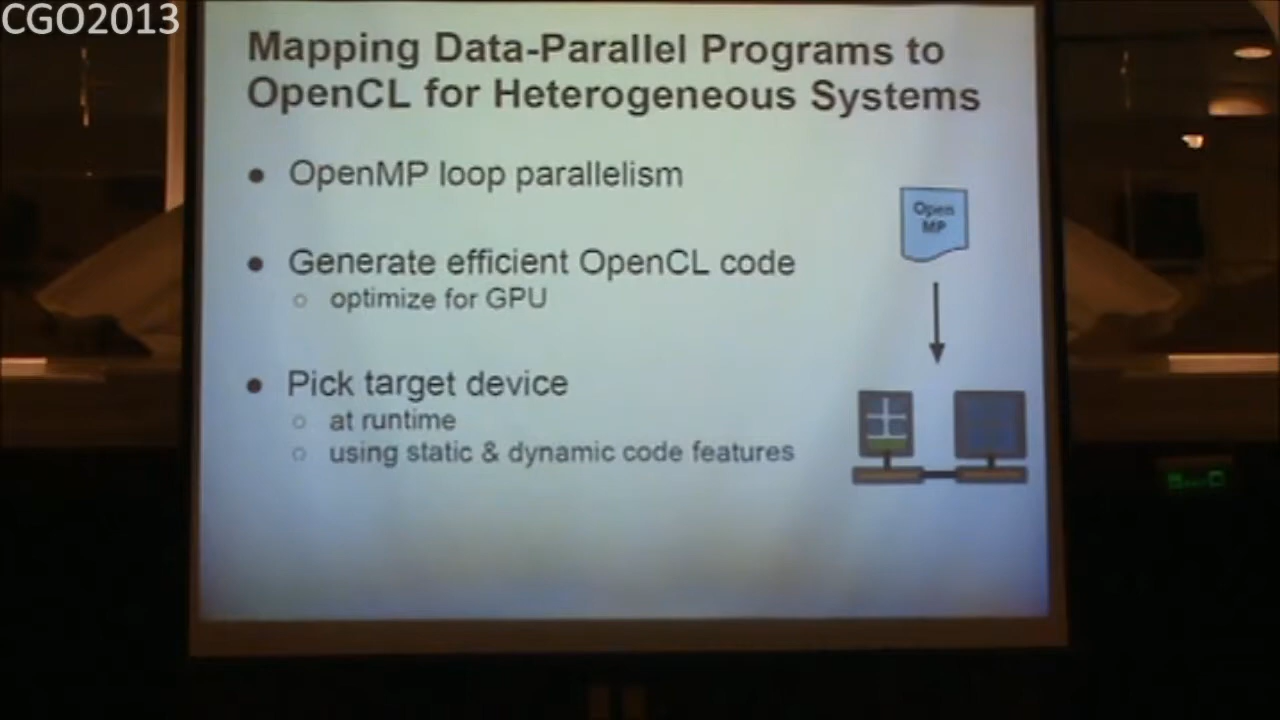 CGO2013
Mapping Data-Parallel Programs to
OpenCL for Heterogeneous Systems
OpenMP loop parallelism
Generate efficient OpenCL code
optimize for GPU
Pick target device
at runtime
using static & dynamic code features
Open
MP